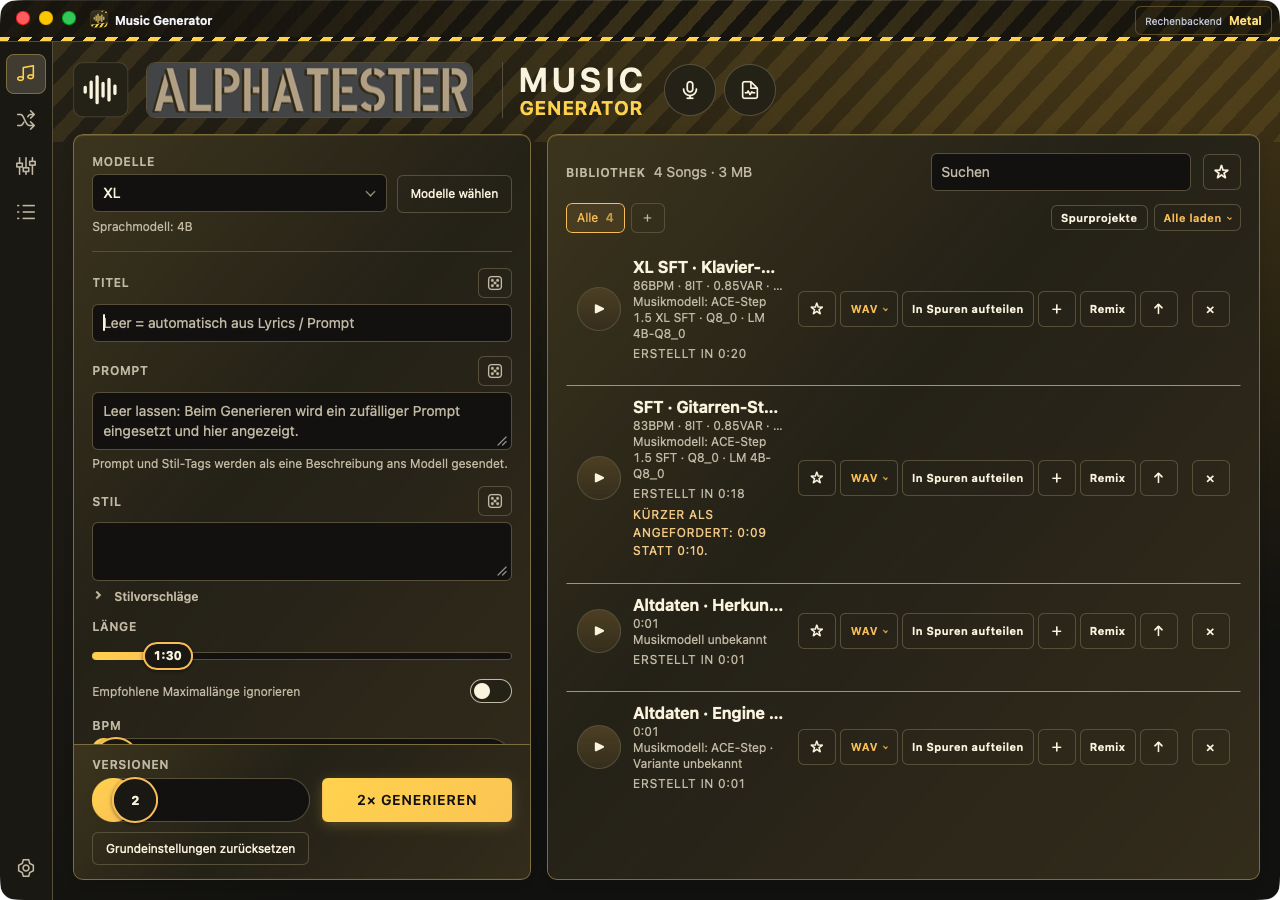 Music Generator
Rechenbackend Metal
ALPHATESTER
MUSIC
GENERATOR
MODELLE
XL
Modelle wählen
Sprachmodell: 4B
TITEL
Leer = automatisch aus Lyrics / Prompt
PROMPT
Leer lassen: Beim Generieren wird ein zufälliger Prompt
eingesetzt und hier angezeigt.
Prompt und Stil-Tags werden als eine Beschreibung ans Modell gesendet.
STIL
Stilvorschläge
LÄNGE
1:30
Empfohlene Maximallänge ignorieren
BPM
VERSIONEN
2
2× GENERIEREN
Grundeinstellungen zurücksetzen
BIBLIOTHEK 4 Songs · 3 MB
Suchen
Alle 4
+
Spurprojekte
Alle laden
XL SFT · Klavier-...
86BPM · 8IT · 0.85VAR · ...
Musikmodell: ACE-Step
1.5 XL SFT · Q8_0 · LM
4B-Q8_0
ERSTELLT IN 0:20
WAV
In Spuren aufteilen
+
Remix
↑
×
SFT · Gitarren-St...
83BPM · 8IT · 0.85VAR · ...
Musikmodell: ACE-Step
1.5 SFT · Q8_0 · LM 4B-
Q8_0
ERSTELLT IN 0:18
KÜRZER ALS
ANGEFORDERT: 0:09
STATT 0:10.
WAV
In Spuren aufteilen
+
Remix
↑
×
Altdaten · Herkun...
0:01
Musikmodell unbekannt
ERSTELLT IN 0:01
WAV
In Spuren aufteilen
+
Remix
↑
×
Altdaten · Engine ...
0:01
Musikmodell: ACE-Step ·
Variante unbekannt
ERSTELLT IN 0:01
WAV
In Spuren aufteilen
+
Remix
↑
×